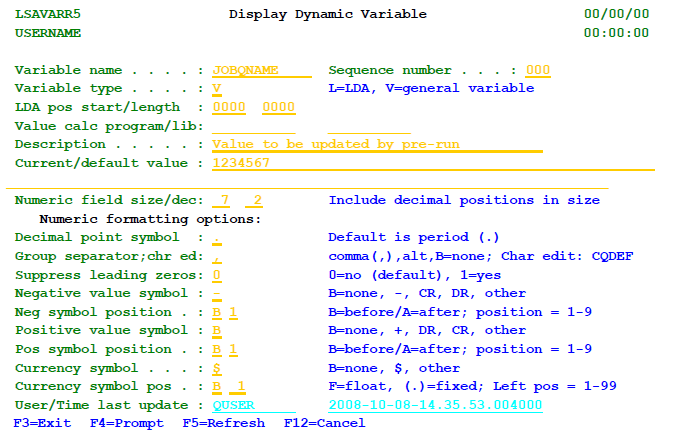 LSAVARR5 Display Dynamic Variable 00/00/00
USERNAME 00:00:00
Variable name . . . . : JOBQNAME Sequence number . . . : 000
Variable type . . . . : V L=LDA, V=general variable
LDA pos start/length : 0000 0000
Value calc program/lib:
Description . . . . . : Value to be updated by pre-run
Current/default value : 1234567
Numeric field size/dec: 7 2 Include decimal positions in size
Numeric formatting options:
Decimal point symbol : . Default is period (.)
Group separator;chr ed: , comma(,),alt,B=none; Char edit: CQDEF
Suppress leading zeros: 0 0=no (default), 1=yes
Negative value symbol : - B=none, -, CR, DR, other
Neg symbol position . : B 1 B=before/A=after; position = 1-9
Positive value symbol : B B=none, +, DR, CR, other
Pos symbol position . : B 1 B=before/A=after; position = 1-9
Currency symbol . . . : $ B=none, $, other
Currency symbol pos . : B 1 F=float, (.)=fixed; Left pos = 1-99
User/Time last update : QUSER 2008-10-08-14.35.53.004000
F3=Exit F4=Prompt F5=Refresh F12=Cancel